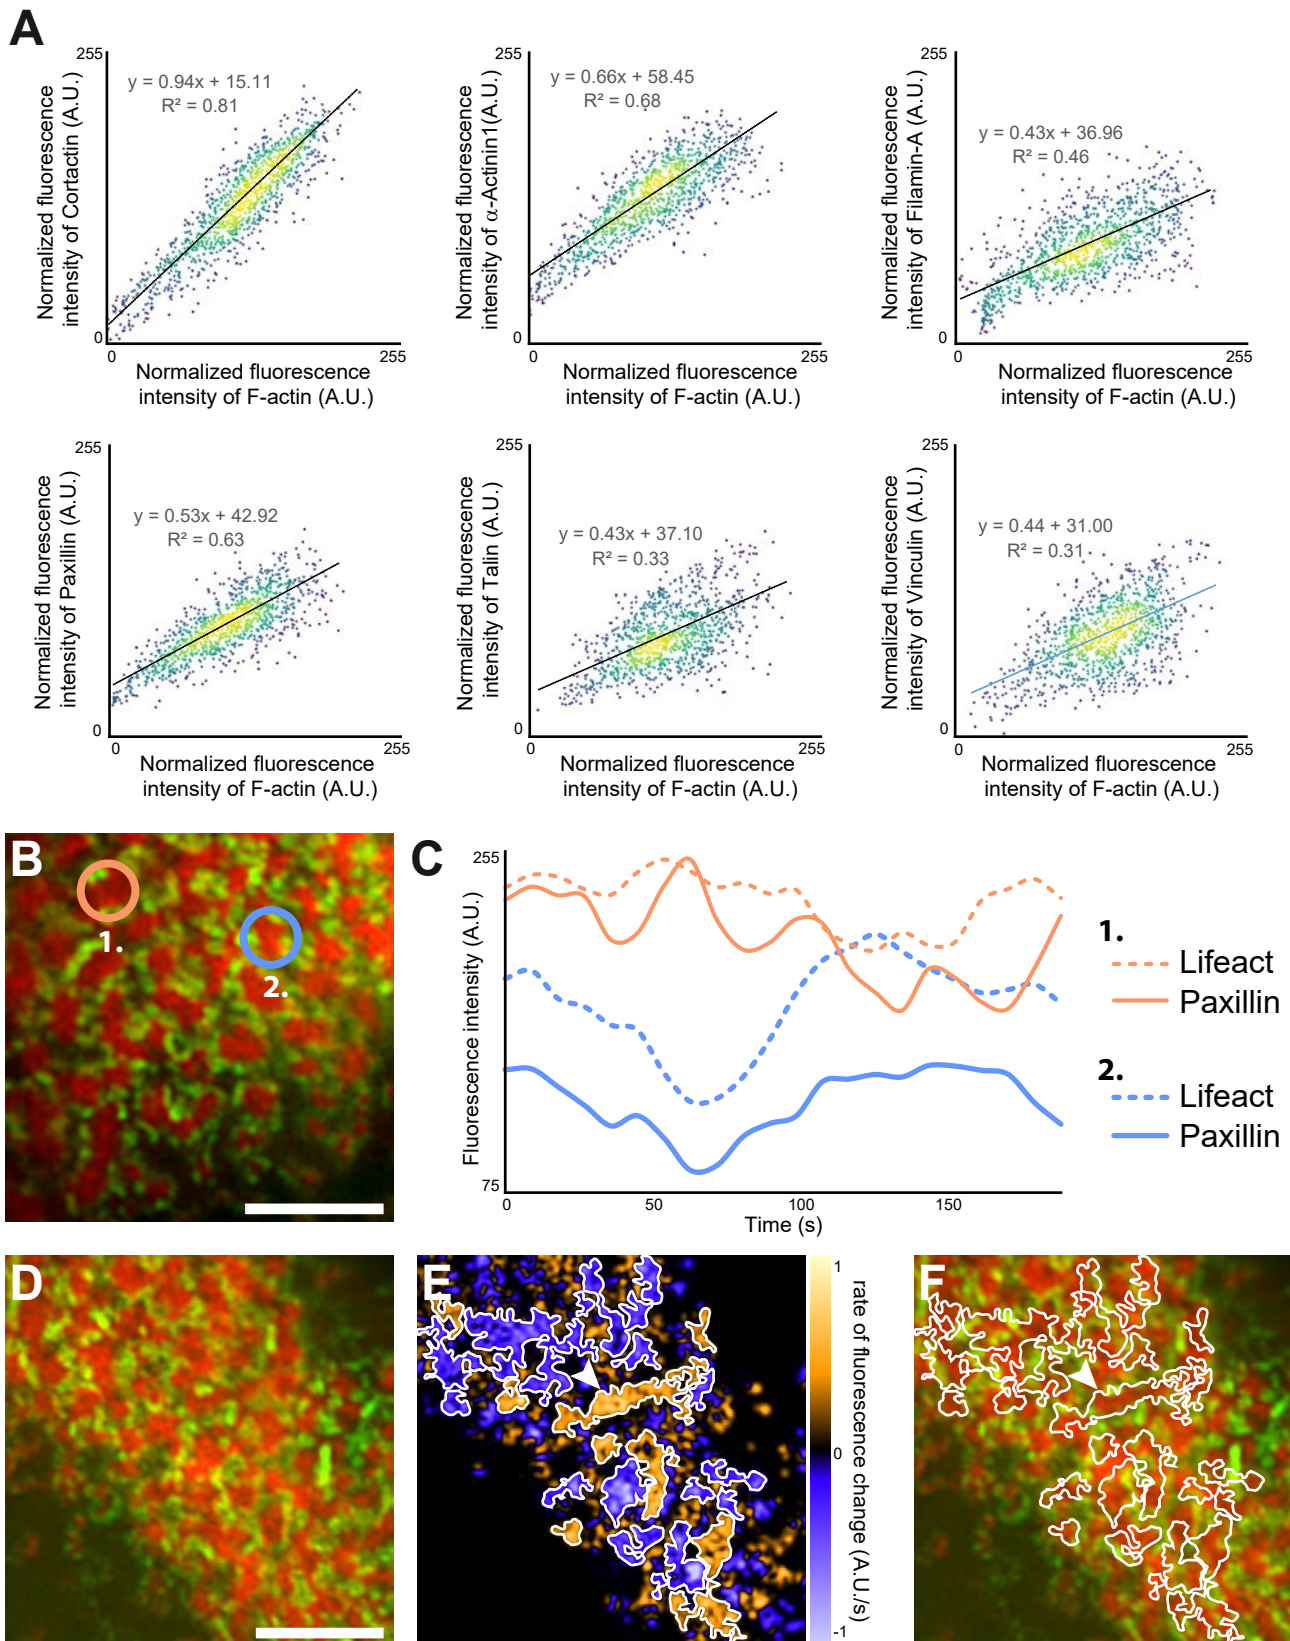 A
255
Normalized fluorescence
intensity of Cortactin (A.U.)
y = 0.94x + 15.11
R² = 0.81
0
0
255
Normalized fluorescence
intensity of F-actin (A.U.)
255
Normalized fluorescence
intensity of α-Actinin1(A.U.)
y = 0.66x + 58.45
R² = 0.68
0
0
255
Normalized fluorescence
intensity of F-actin (A.U.)
255
Normalized fluorescence
intensity of Filamin-A (A.U.)
y = 0.43x + 36.96
R² = 0.46
0
0
255
Normalized fluorescence
intensity of F-actin (A.U.)
255
Normalized fluorescence
intensity of Paxillin (A.U.)
y = 0.53x + 42.92
R² = 0.63
0
0
255
Normalized fluorescence
intensity of F-actin (A.U.)
255
Normalized fluorescence
intensity of Talin (A.U.)
y = 0.43x + 37.10
R² = 0.33
0
0
255
Normalized fluorescence
intensity of F-actin (A.U.)
255
Normalized fluorescence
intensity of Vinculin (A.U.)
y = 0.44 + 31.00
R² = 0.31
0
0
255
Normalized fluorescence
intensity of F-actin (A.U.)
B
1.
2.
C
255
Fluorescence intensity (A.U.)
75
0
50
100
150
Time (s)
1.
Lifeact
Paxillin
2.
Lifeact
Paxillin
D
E
1
0
-1
rate of fluorescence change (A.U./s)
F